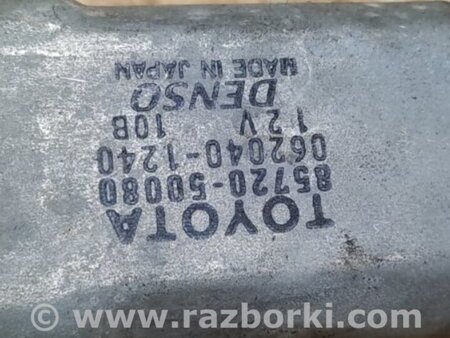 TOYOTA
85720-50080
062040-1240
12V 10B
DENSO
MADE IN JAPAN
www.razborki.com